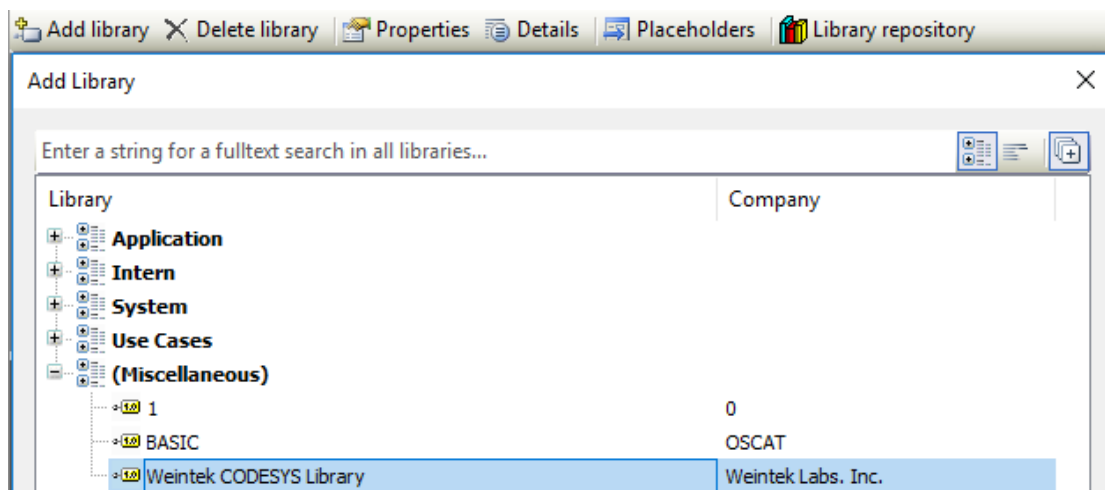 Add library Delete library Properties Details Placeholders Library repository
Add Library
Enter a string for a fulltext search in all libraries...
Library Company
Application
Intern
System
Use Cases
(Miscellaneous)
1 0
BASIC OSCAT
Weintek CODESYS Library Weintek Labs. Inc.